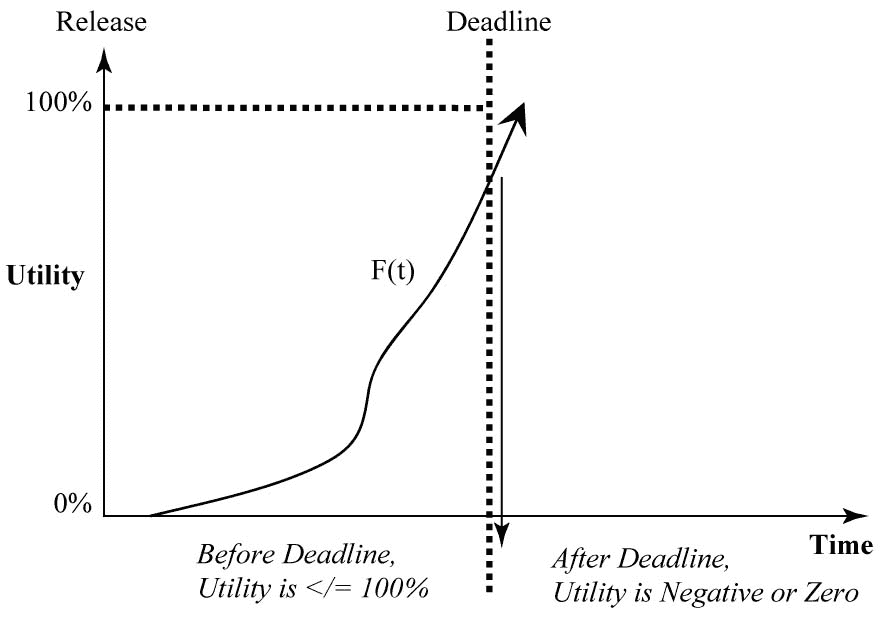 Release
Deadline
100%
F(t)
Utility
0%
Time
Before Deadline,
Utility is </= 100%
After Deadline,
Utility is Negative or Zero